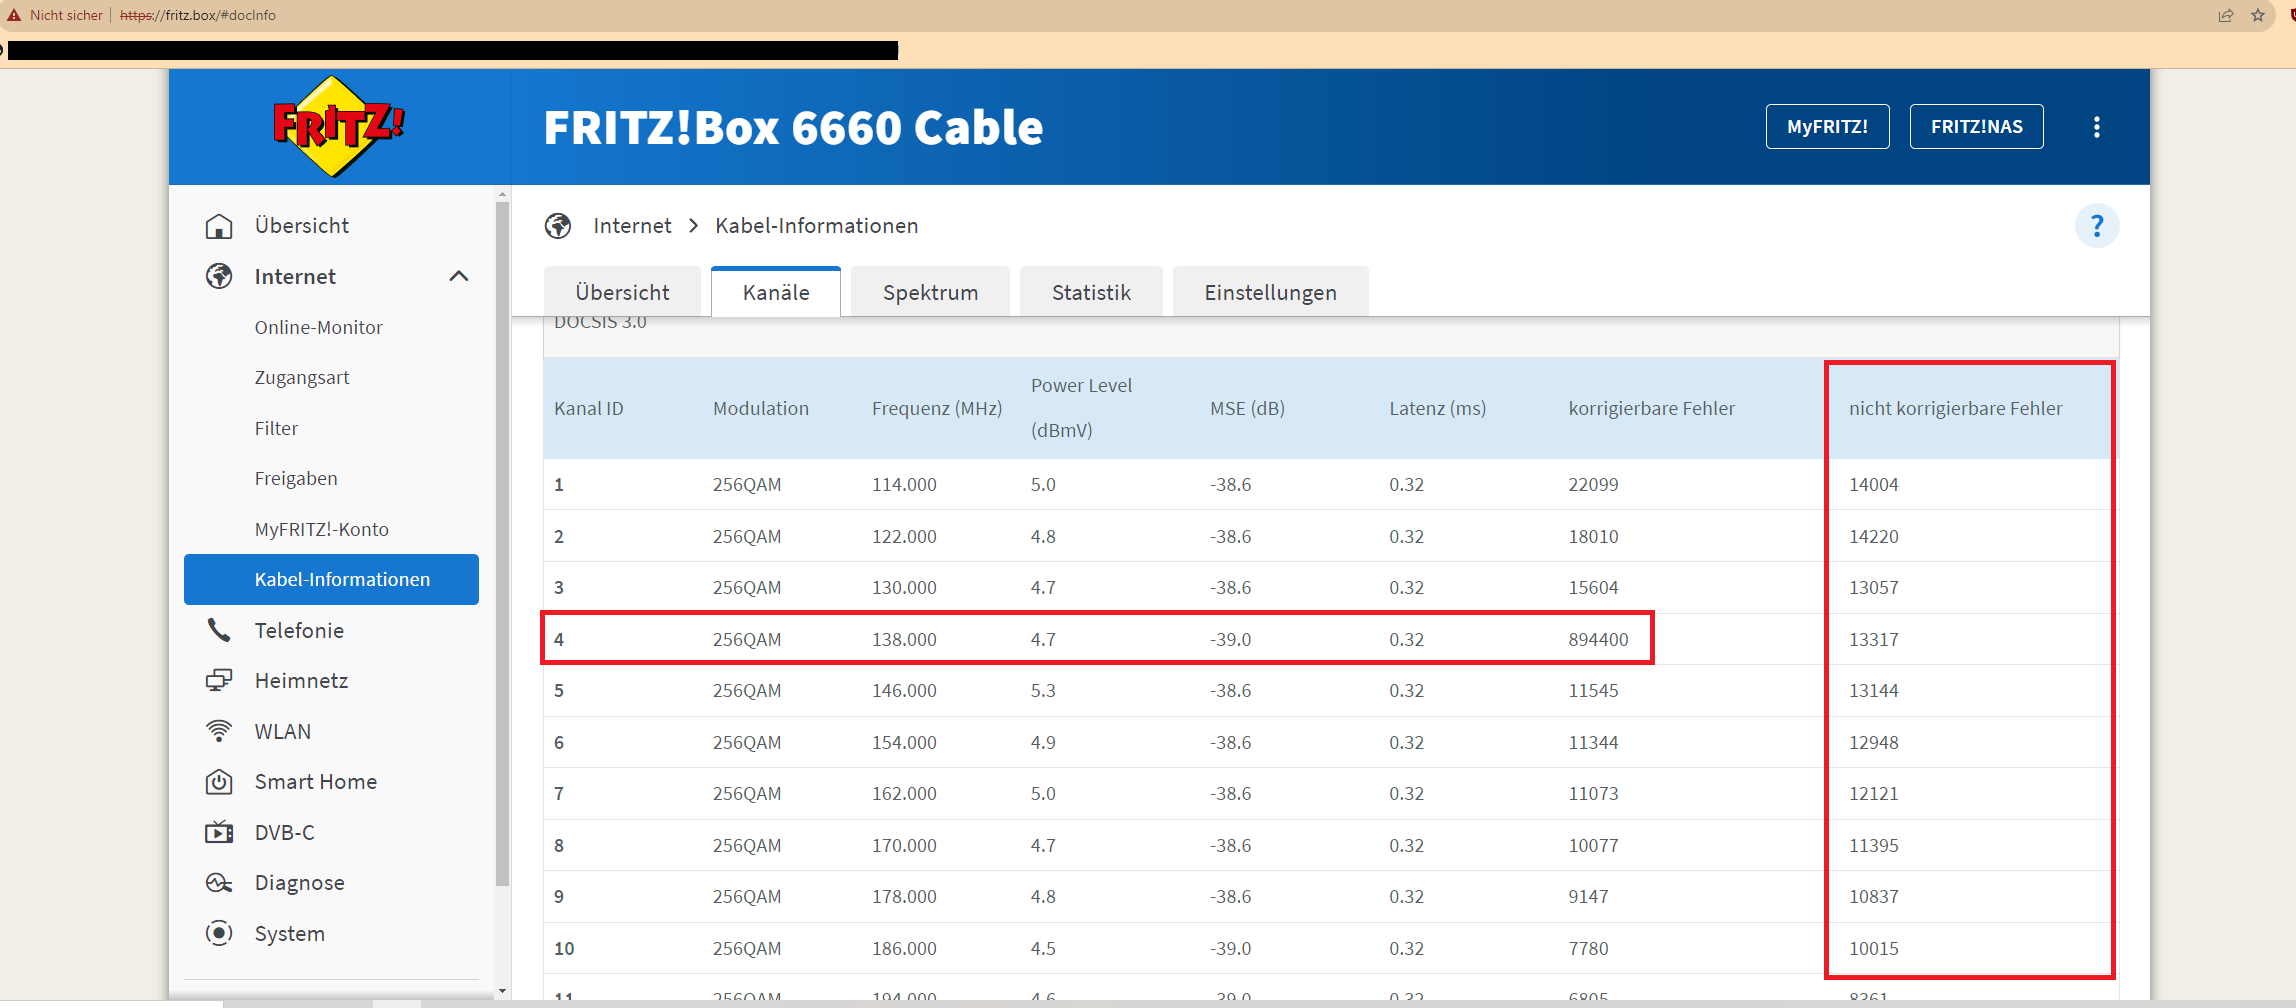 Nicht sicher https://fritz.box/#docInfo
FRITZ!
FRITZ!Box 6660 Cable
MyFRITZ! FRITZ!NAS
Übersicht
Internet
Online-Monitor
Zugangsart
Filter
Freigaben
MyFRITZ!-Konto
Kabel-Informationen
Telefonie
Heimnetz
WLAN
Smart Home
DVB-C
Diagnose
System
Internet > Kabel-Informationen ?
Übersicht Kanäle Spektrum Statistik Einstellungen
DOCSIS 3.0
Kanal ID Modulation Frequenz (MHz) Power Level (dBmV) MSE (dB) Latenz (ms) korrigierbare Fehler nicht korrigierbare Fehler
1 256QAM 114.000 5.0 -38.6 0.32 22099 14004
2 256QAM 122.000 4.8 -38.6 0.32 18010 14220
3 256QAM 130.000 4.7 -38.6 0.32 15604 13057
4 256QAM 138.000 4.7 -39.0 0.32 894400 13317
5 256QAM 146.000 5.3 -38.6 0.32 11545 13144
6 256QAM 154.000 4.9 -38.6 0.32 11344 12948
7 256QAM 162.000 5.0 -38.6 0.32 11073 12121
8 256QAM 170.000 4.7 -38.6 0.32 10077 11395
9 256QAM 178.000 4.8 -38.6 0.32 9147 10837
10 256QAM 186.000 4.5 -39.0 0.32 7780 10015
11 256QAM 194.000 4.6 -39.0 0.32 6805 8361